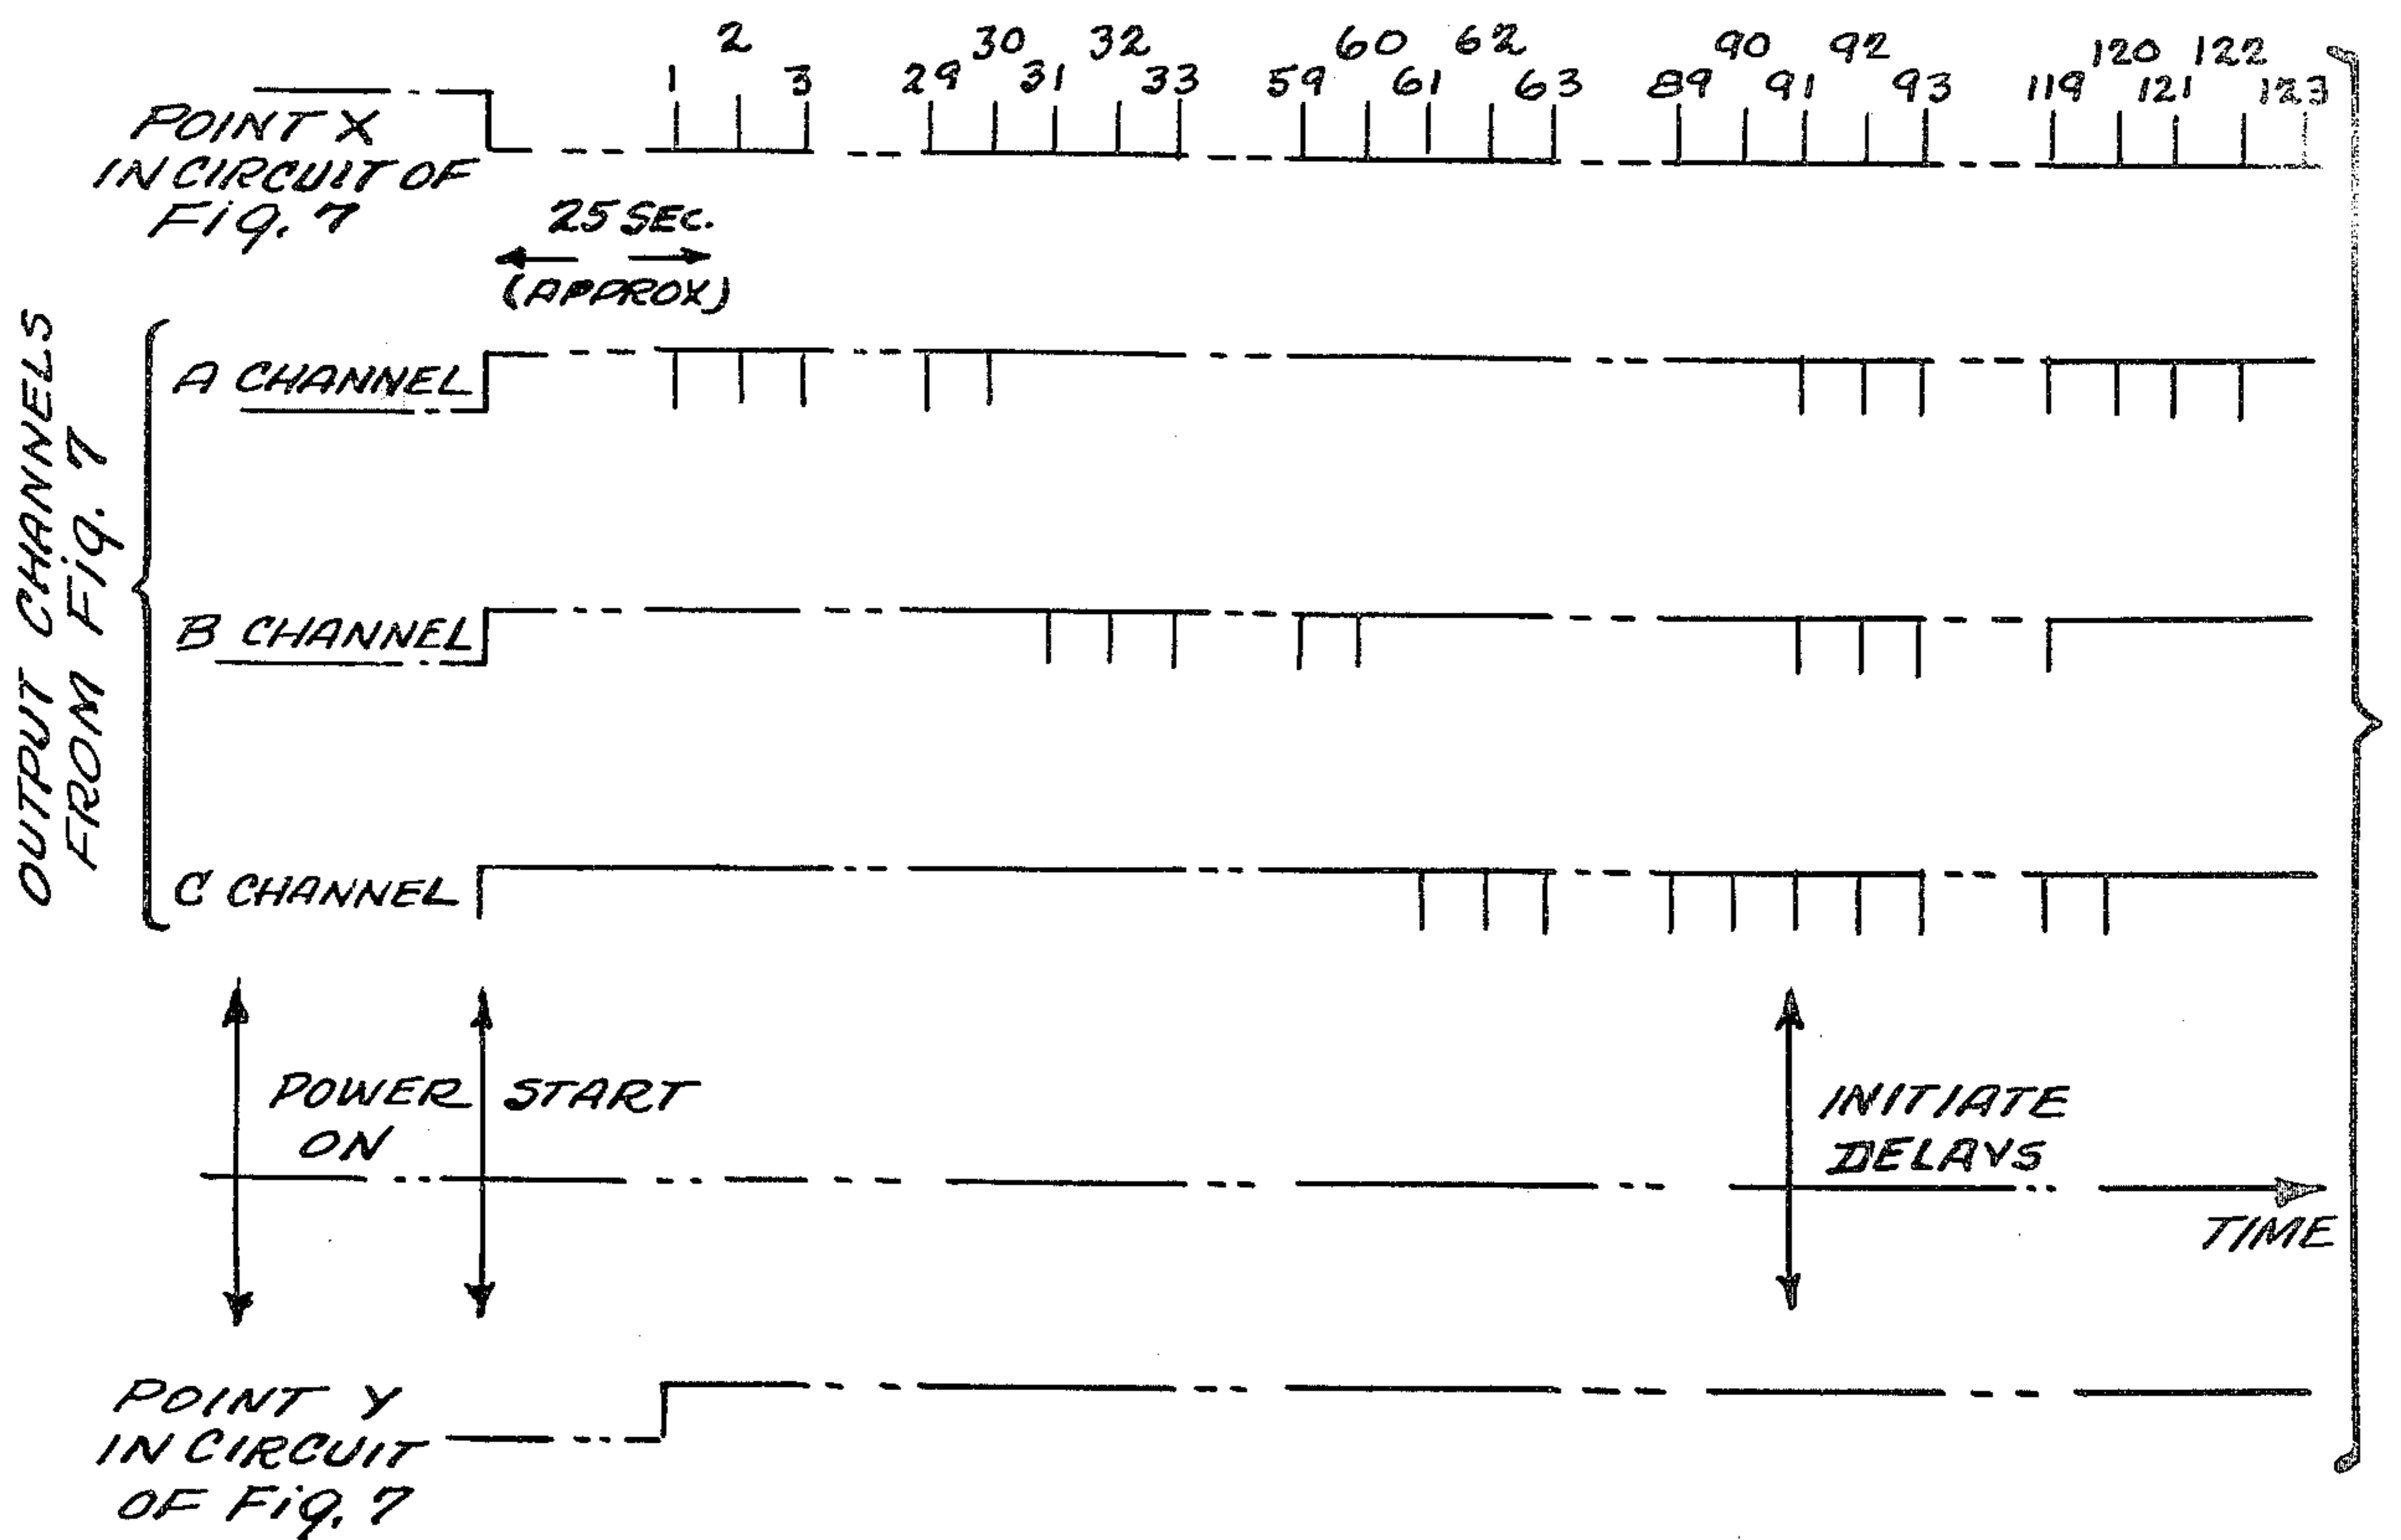 2 30 32 60 62 90 92 120 122
1 3 29 31 33 59 61 63 89 91 93 119 121 123
POINT X
IN CIRCUIT OF
Fig. 7
25 SEC.
(APPROX)
OUTPUT CHANNELS
FROM Fig. 7
A CHANNEL
B CHANNEL
C CHANNEL
POWER
ON
START
INITIATE
DELAYS
TIME
POINT Y
IN CIRCUIT
OF Fig. 7